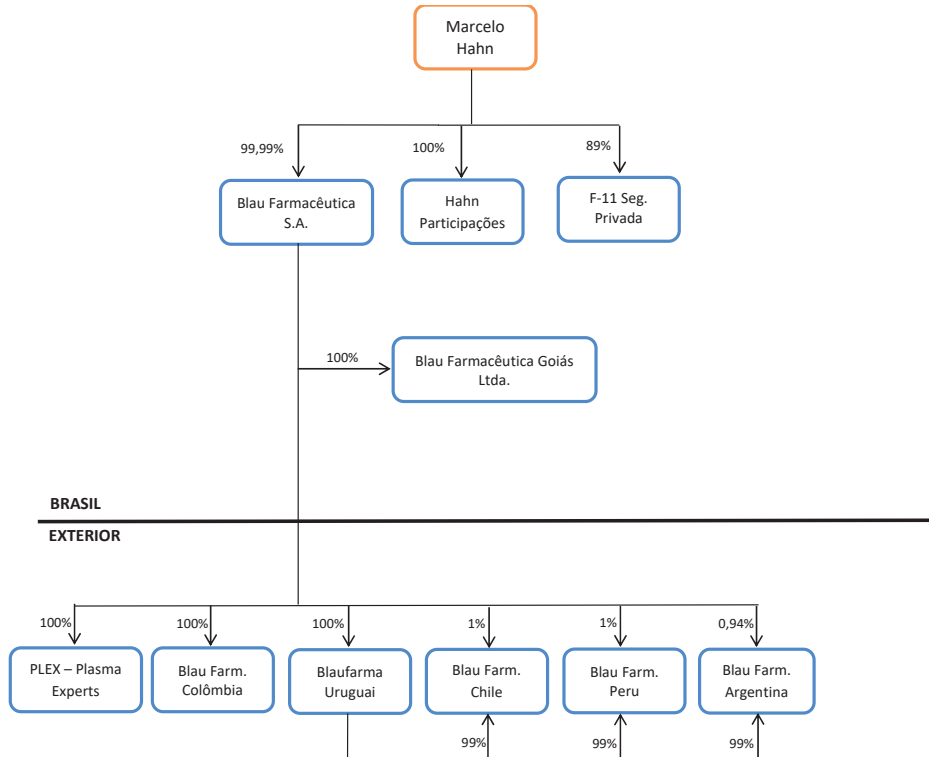 Marcelo
Hahn
99,99%
100%
89%
Blau Farmacêutica
S.A.
Hahn
Participações
F-11 Seg.
Privada
100%
Blau Farmacêutica Goiás
Ltda.
BRASIL
EXTERIOR
100%
100%
100%
1%
1%
0,94%
PLEX – Plasma
Experts
Blau Farm.
Colômbia
Blaufarma
Uruguai
Blau Farm.
Chile
Blau Farm.
Peru
Blau Farm.
Argentina
99%
99%
99%